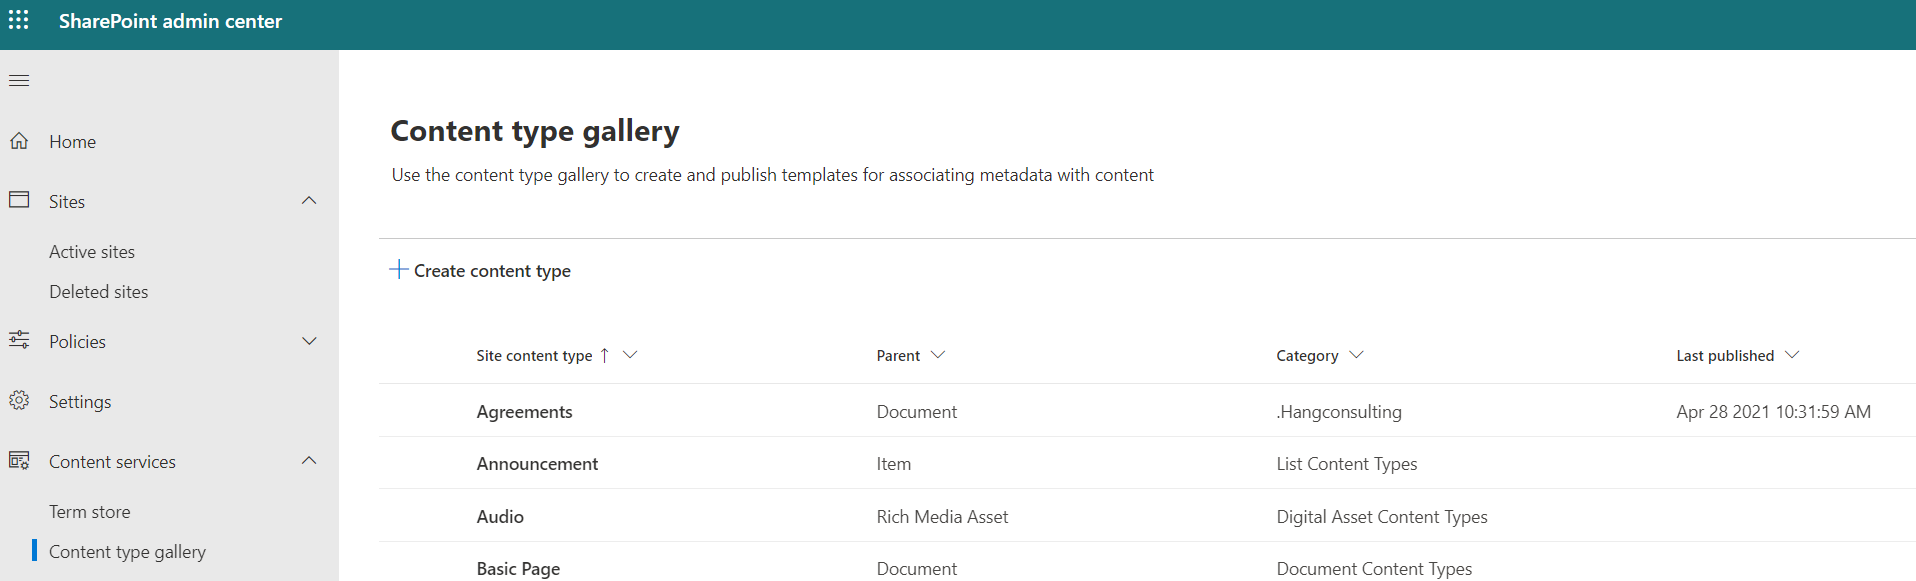 SharePoint admin center
Home
Sites
Active sites
Deleted sites
Policies
Settings
Content services
Term store
Content type gallery
Content type gallery
Use the content type gallery to create and publish templates for associating metadata with content
Create content type
Site content type Parent Category Last published
Agreements Document .Hangconsulting Apr 28 2021 10:31:59 AM
Announcement Item List Content Types
Audio Rich Media Asset Digital Asset Content Types
Basic Page Document Document Content Types